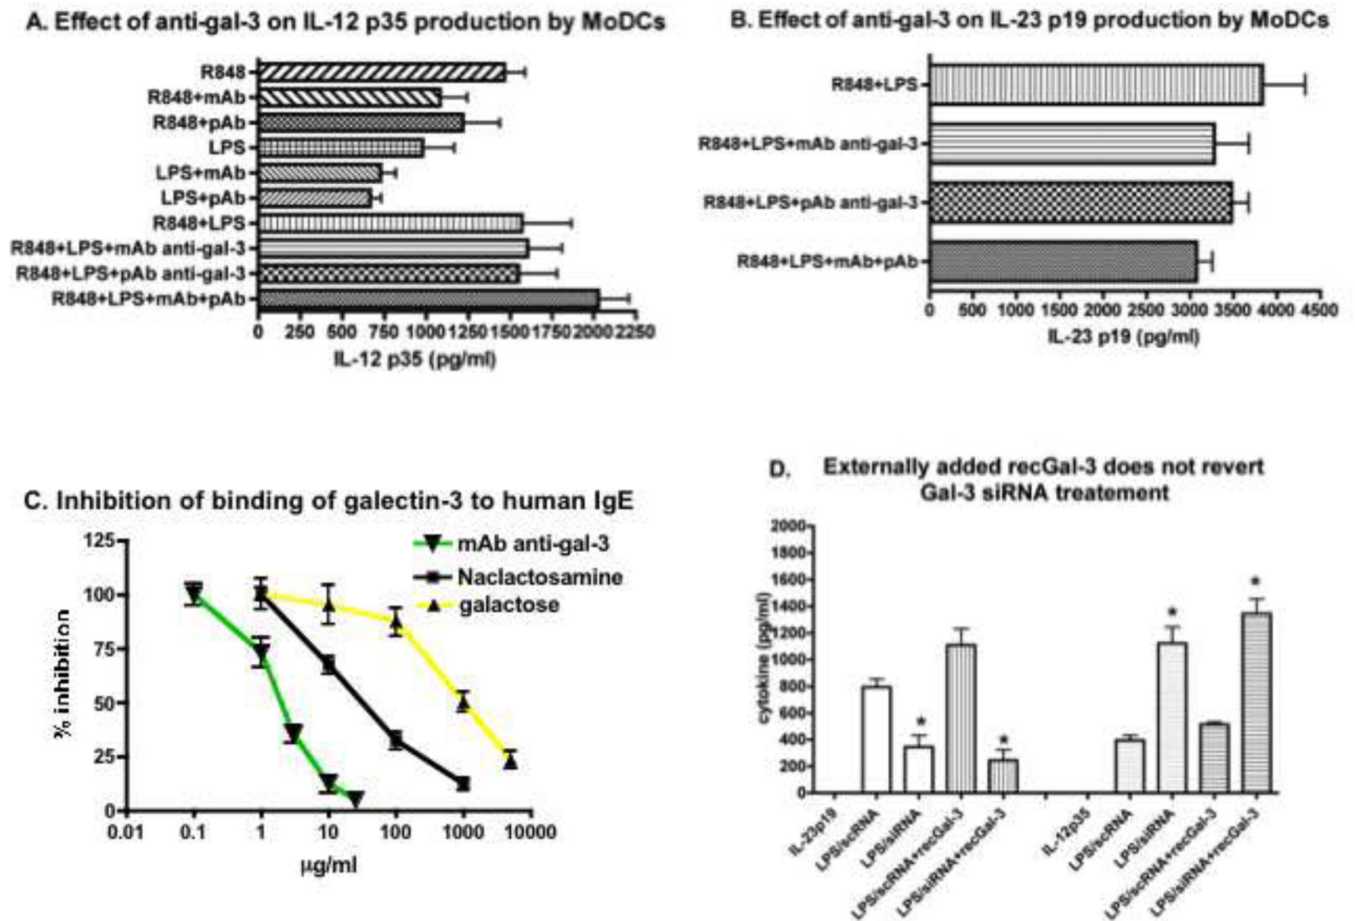 A. Effect of anti-gal-3 on IL-12 p35 production by MoDCs
R848
R848+mAb
R848+pAb
LPS
LPS+mAb
LPS+pAb
R848+LPS
R848+LPS+mAb anti-gal-3
R848+LPS+pAb anti-gal-3
R848+LPS+mAb+pAb
0 250 500 750 1000 1250 1500 1750 2000 2250
IL-12 p35 (pg/ml)
B. Effect of anti-gal-3 on IL-23 p19 production by MoDCs
R848+LPS
R848+LPS+mAb anti-gal-3
R848+LPS+pAb anti-gal-3
R848+LPS+mAb+pAb
0 500 1000 1500 2000 2500 3000 3500 4000 4500
IL-23 p19 (pg/ml)
C. Inhibition of binding of galectin-3 to human IgE
mAb anti-gal-3
Naclactosamine
galactose
125
100
75
50
25
0
% inhibition
0.01 0.1 1 10 100 1000 10000
µg/ml
D. Externally added recGal-3 does not revert
Gal-3 siRNA treatement
2000
1800
1600
1400
1200
1000
800
600
400
200
0
cytokine (pg/ml)
* * * *
IL-23p19
LPS/scRNA
LPS/siRNA
LPS/scRNA+recGal-3
LPS/siRNA+recGal-3
IL-12p35
LPS/scRNA
LPS/siRNA
LPS/scRNA+recGal-3
LPS/siRNA+recGal-3